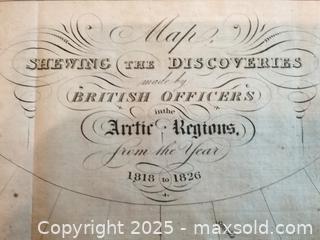 Map,
SHEWING THE DISCOVERIES
made by
BRITISH OFFICERS
in the
Arctic Regions,
from the Year
1818 to 1826
Copyright 2025 - maxsold.com